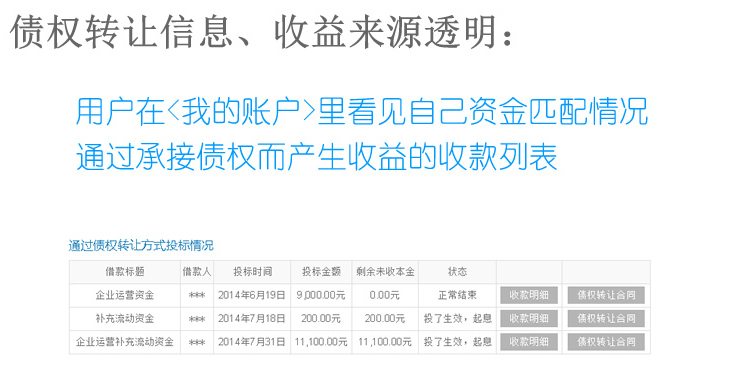 债权转让信息、收益来源透明：
用户在<我的账户>里看见自己资金匹配情况
通过承接债权而产生收益的收款列表
通过债权转让方式投标情况
借款标题 借款人 投标时间 投标金额 剩余未收本金 状态
企业运营资金 *** 2014年6月19日 9,000.00元 0.00元 正常结束 收款明细 债权转让合同
补充流动资金 *** 2014年7月18日 200.00元 200.00元 投了生效，起息 收款明细 债权转让合同
企业运营补充流动资金 *** 2014年7月31日 11,100.00元 11,100.00元 投了生效，起息 收款明细 债权转让合同